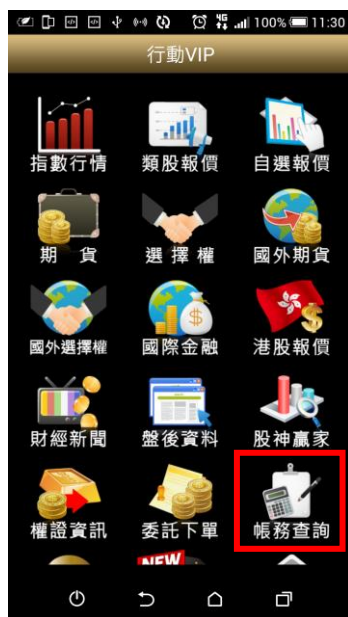 4G 100% 11:30
行動VIP
指數行情 類股報價 自選報價
期 貨 選 擇 權 國外期貨
國外選擇權 國際金融 港股報價
財經新聞 盤後資料 股神贏家
權證資訊 委託下單 帳務查詢
NEW